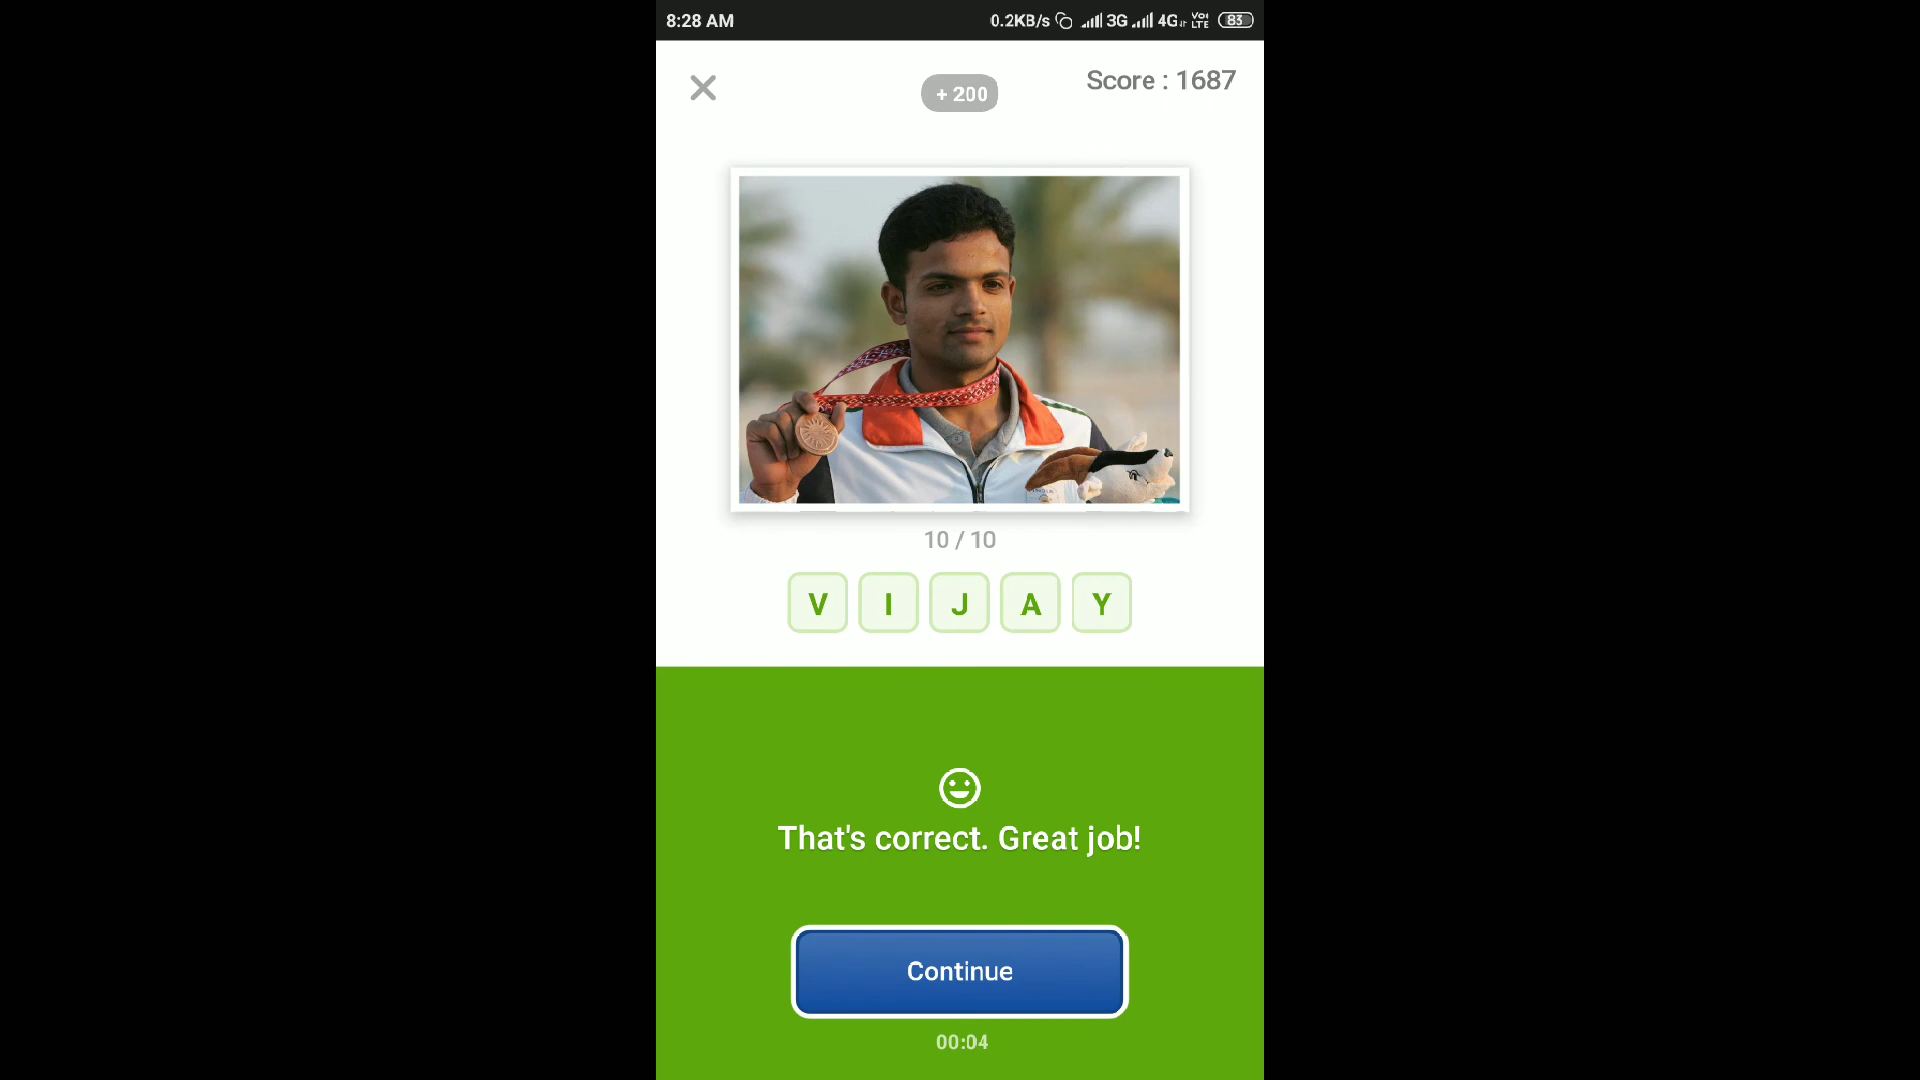 8:28 AM 0.2KB/s 3G 4G VoLTE 83
+ 200
Score : 1687
10 / 10
V I J A Y
That's correct. Great job!
Continue
00:04